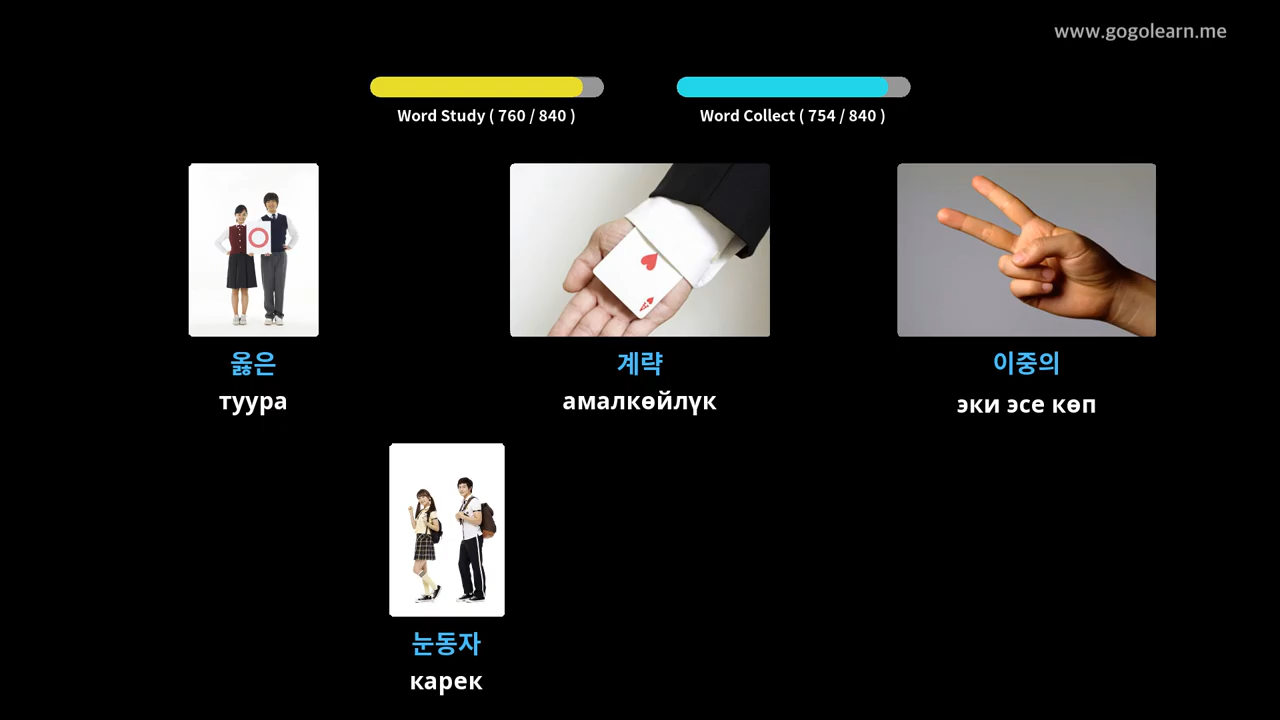 www.gogolearn.me
Word Study ( 760 / 840 )
Word Collect ( 754 / 840 )
옳은
туура
계략
амалкөйлүк
이중의
эки эсе көп
눈동자
карек